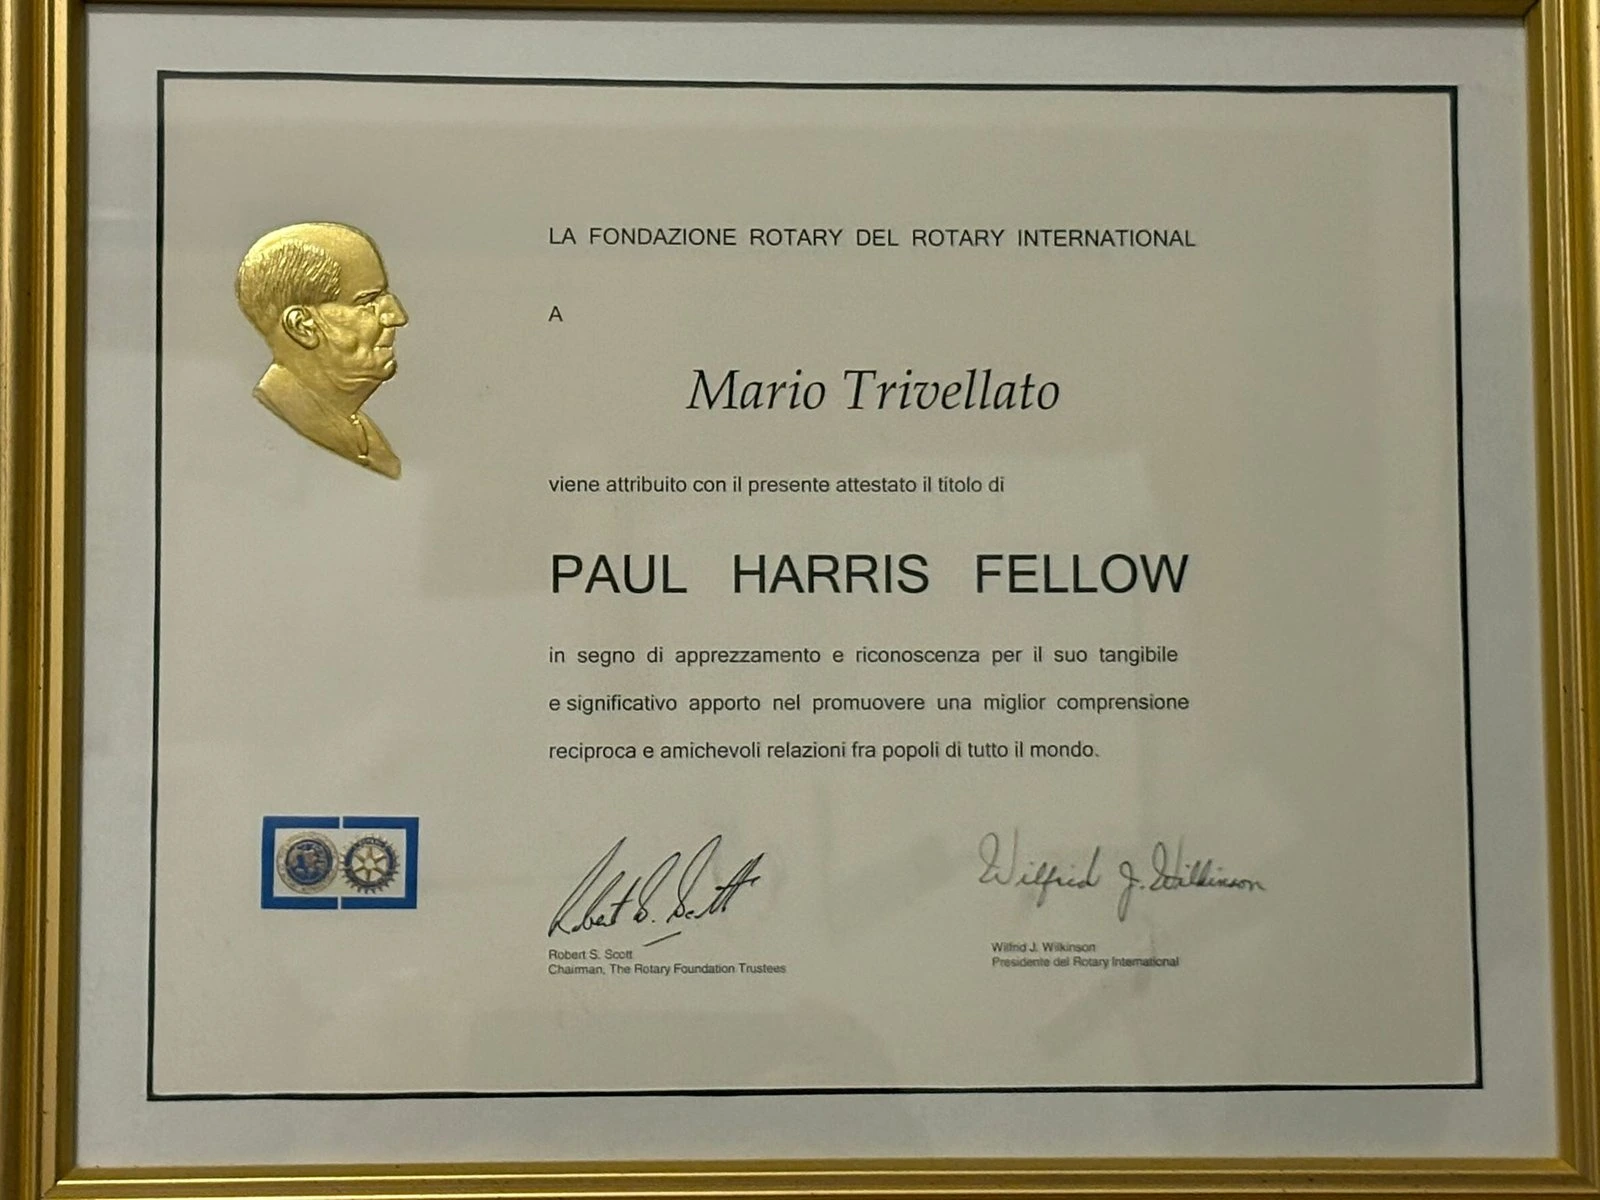 LA FONDAZIONE ROTARY DEL ROTARY INTERNATIONAL
A
Mario Trivellato
viene attribuito con il presente attestato il titolo di
PAUL HARRIS FELLOW
in segno di apprezzamento e riconoscenza per il suo tangibile
e significativo apporto nel promuovere una miglior comprensione
reciproca e amichevoli relazioni fra popoli di tutto il mondo.
Robert S. Scott
Robert S. Scott
Chairman, The Rotary Foundation Trustees
Wilfrid J. Wilkinson
Wilfrid J. Wilkinson
Presidente del Rotary International